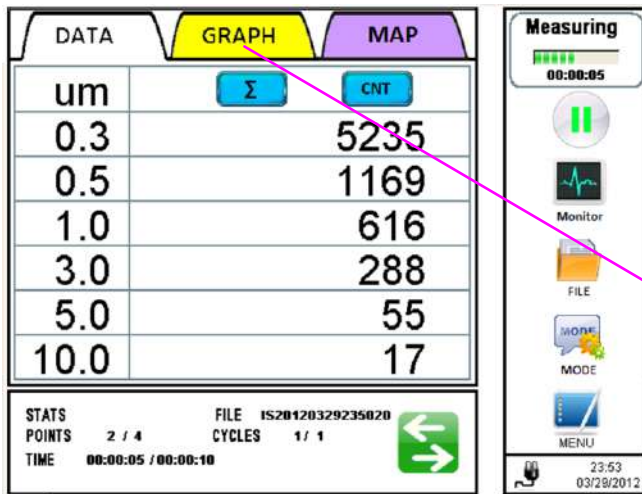 DATA GRAPH MAP
um Σ CNT
0.3 5235
0.5 1169
1.0 616
3.0 288
5.0 55
10.0 17
STATS FILE IS20120329235020
POINTS 2 / 4 CYCLES 1/ 1
TIME 00:00:05 / 00:00:10
Measuring
00:00:05
Monitor
FILE
MODE
MODE
MENU
23:53
03/29/2012